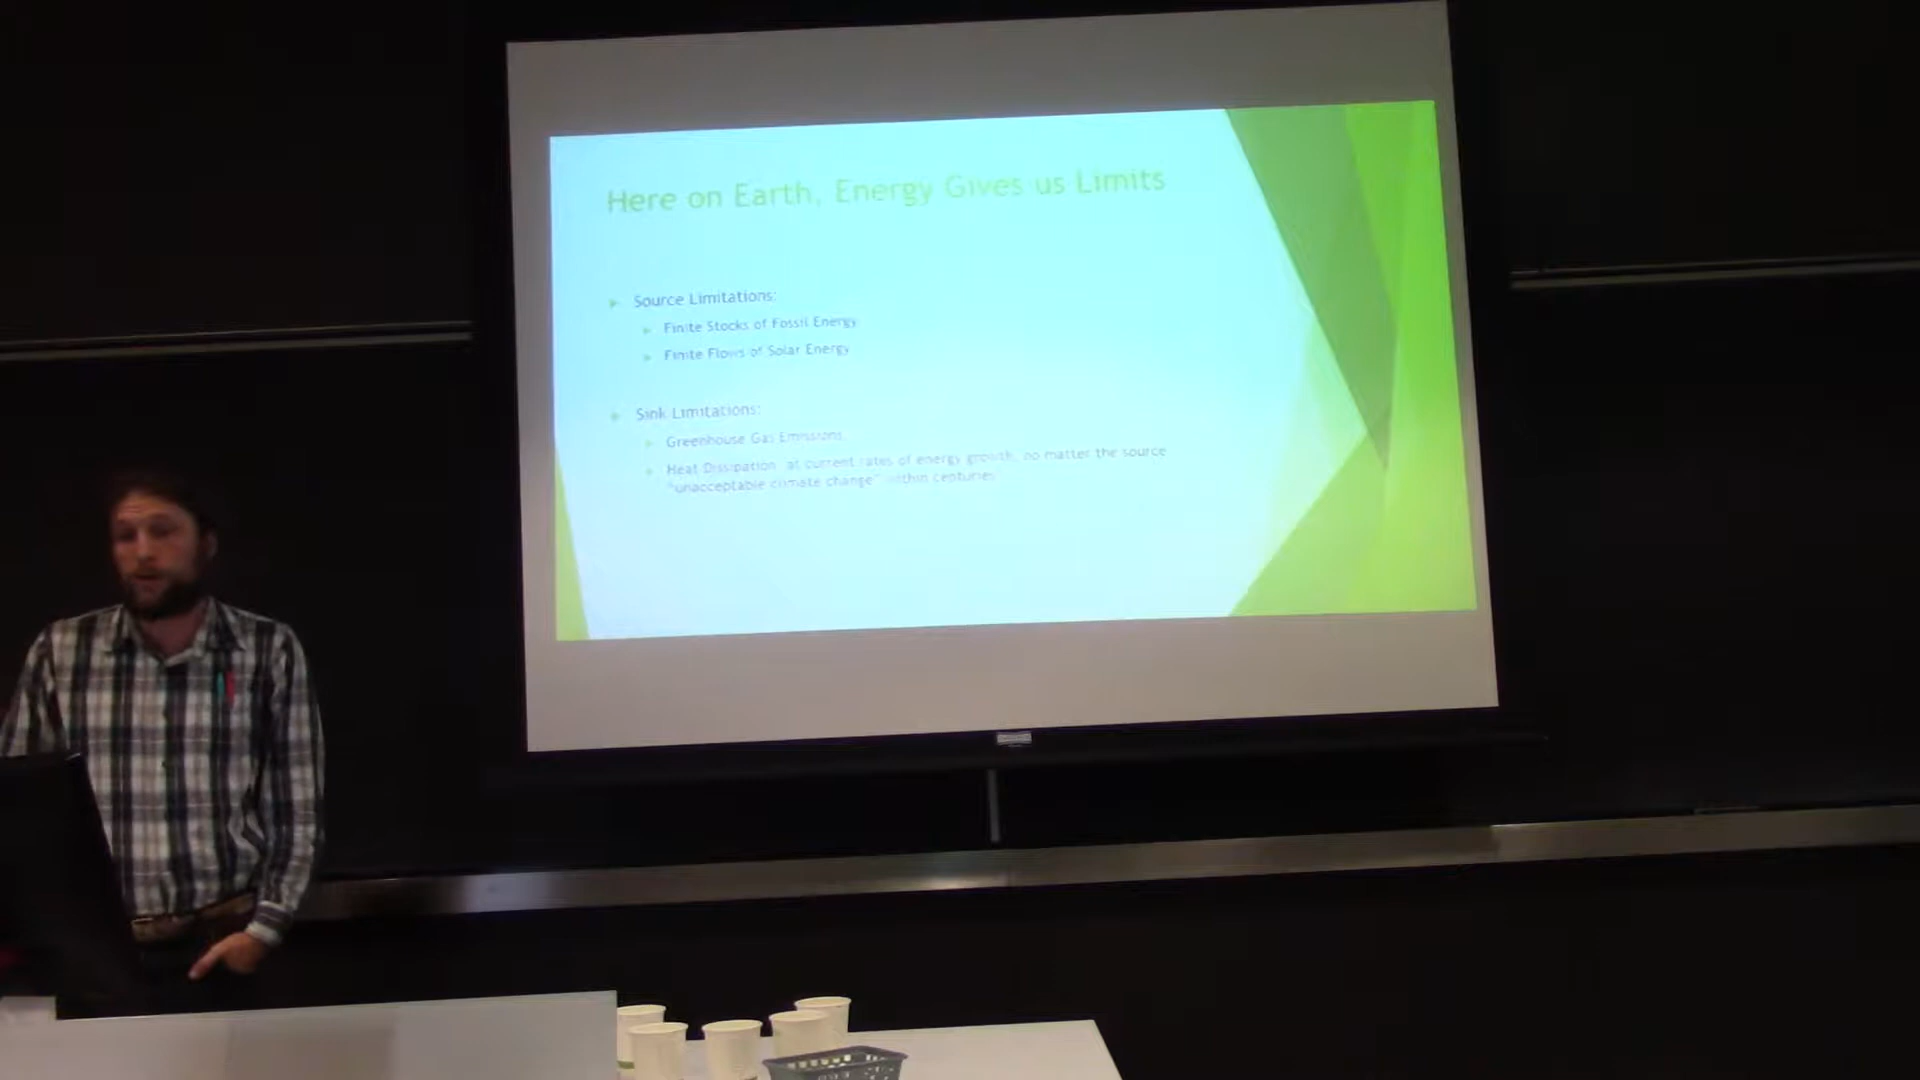 Here on Earth, Energy Gives us Limits
Source Limitations:
Finite Stocks of Fossil Energy
Finite Flows of Solar Energy
Sink Limitations:
Greenhouse Gas Emissions
Heat Dissipation at current rates of energy growth, no matter the source
"unacceptable climate change" within centuries